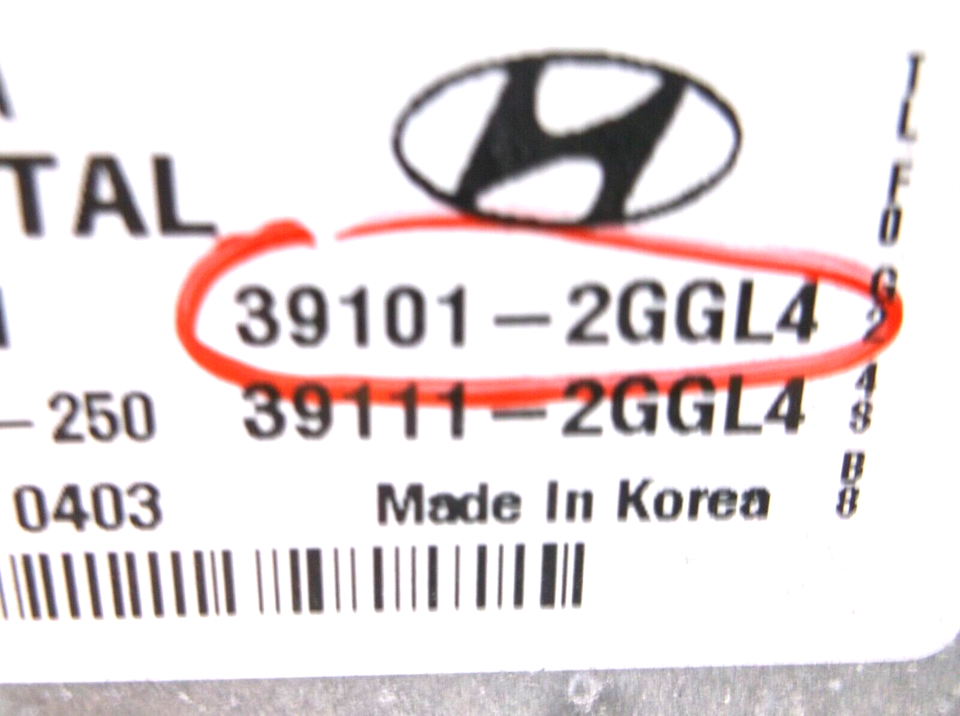 TAL
39101-2GGL4
-250 39111-2GGL4
0403 Made In Korea